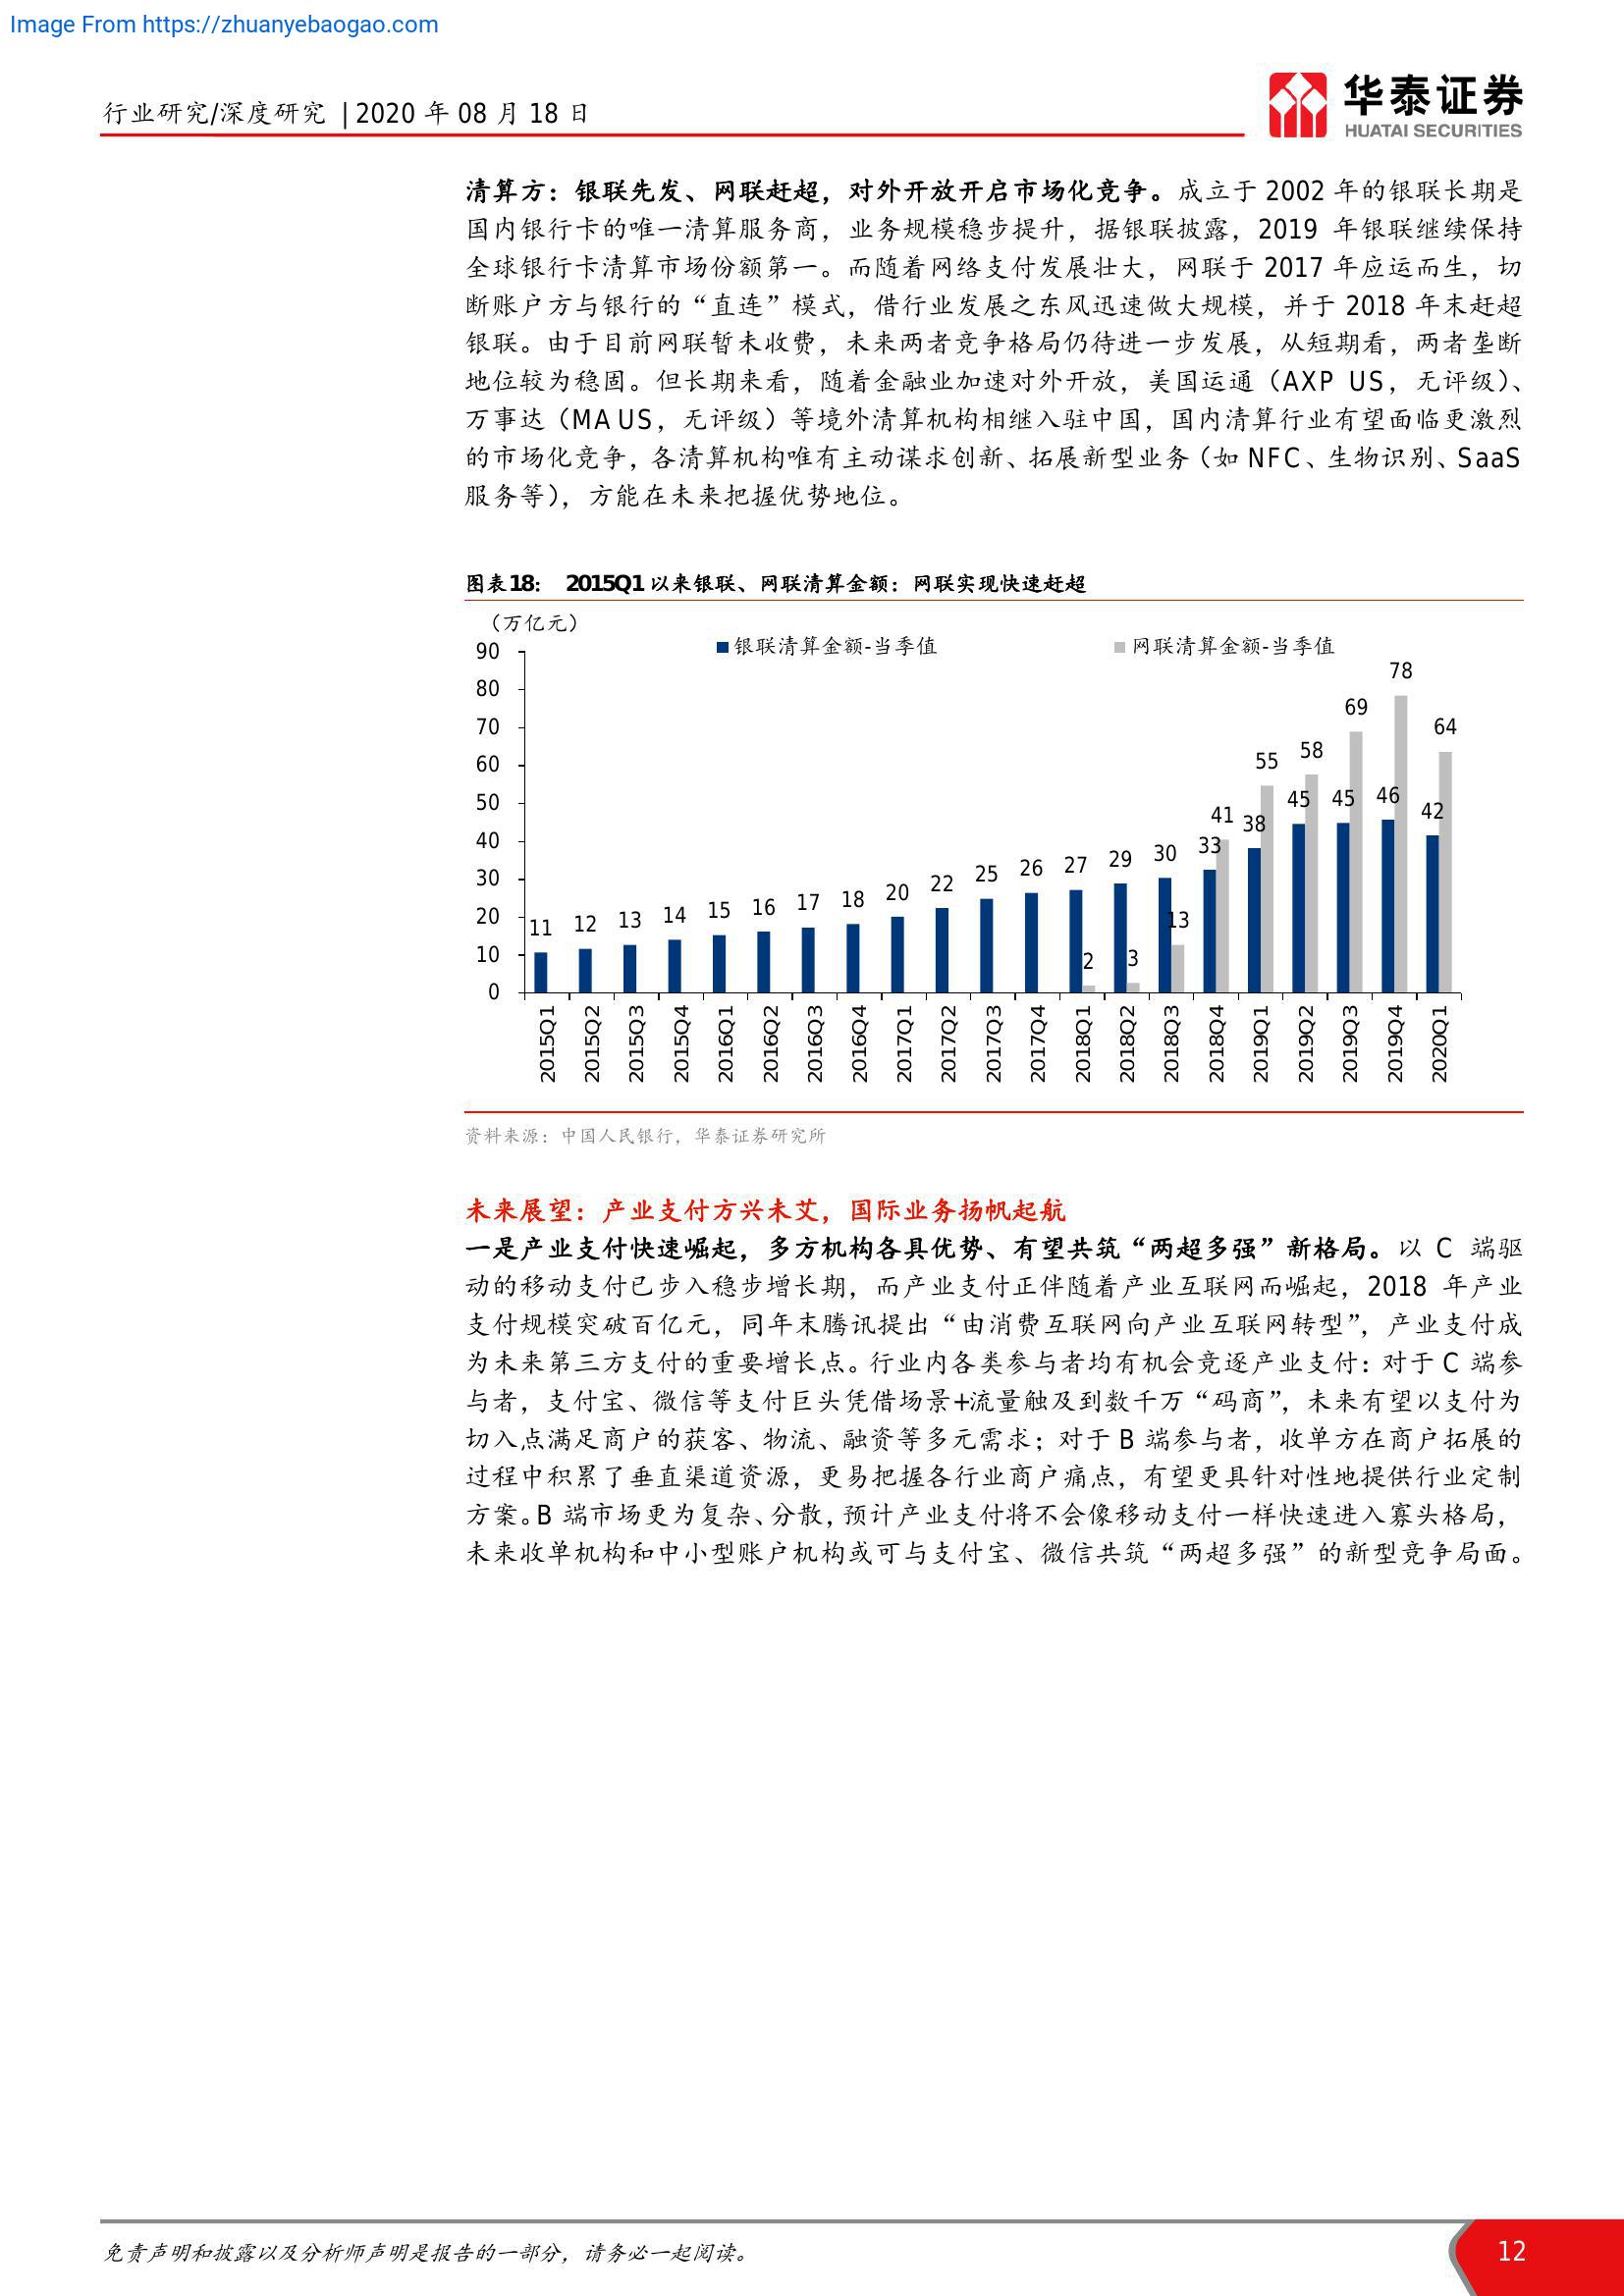 Image From https://zhuanyebaogao.com
行业研究/深度研究 | 2020 年 08 月 18 日
华泰证券
HUATAI SECURITIES
清算方：银联先发、网联赶超，对外开放开启市场化竞争。成立于 2002 年的银联长期是
国内银行卡的唯一清算服务商，业务规模稳步提升，据银联披露，2019 年银联继续保持
全球银行卡清算市场份额第一。而随着网络支付发展壮大，网联于 2017 年应运而生，切
断账户方与银行的“直连”模式，借行业发展之东风迅速做大规模，并于 2018 年末赶超
银联。由于目前网联暂未收费，未来两者竞争格局仍待进一步发展，从短期看，两者垄断
地位较为稳固。但长期来看，随着金融业加速对外开放，美国运通（AXP US，无评级）、
万事达（MA US，无评级）等境外清算机构相继入驻中国，国内清算行业有望面临更激烈
的市场化竞争，各清算机构唯有主动谋求创新、拓展新型业务（如 NFC、生物识别、SaaS
服务等），方能在未来把握优势地位。
图表18： 2015Q1 以来银联、网联清算金额：网联实现快速赶超
（万亿元）
银联清算金额-当季值 网联清算金额-当季值
90
80
70
60
50
40
30
20
10
0
11 12 13 14 15 16 17 18 20 22 25 26 27 29 30 33 38 45 45 46 42
2 3 13 41 55 58 69 78 64
2015Q1 2015Q2 2015Q3 2015Q4 2016Q1 2016Q2 2016Q3 2016Q4 2017Q1 2017Q2 2017Q3 2017Q4 2018Q1 2018Q2 2018Q3 2018Q4 2019Q1 2019Q2 2019Q3 2019Q4 2020Q1
资料来源：中国人民银行，华泰证券研究所
未来展望：产业支付方兴未艾，国际业务扬帆起航
一是产业支付快速崛起，多方机构各具优势、有望共筑“两超多强”新格局。以 C 端驱
动的移动支付已步入稳步增长期，而产业支付正伴随着产业互联网而崛起，2018 年产业
支付规模突破百亿元，同年末腾讯提出“由消费互联网向产业互联网转型”，产业支付成
为未来第三方支付的重要增长点。行业内各类参与者均有机会竞逐产业支付：对于 C 端参
与者，支付宝、微信等支付巨头凭借场景+流量触及到数千万“码商”，未来有望以支付为
切入点满足商户的获客、物流、融资等多元需求；对于 B 端参与者，收单方在商户拓展的
过程中积累了垂直渠道资源，更易把握各行业商户痛点，有望更具针对性地提供行业定制
方案。B 端市场更为复杂、分散，预计产业支付将不会像移动支付一样快速进入寡头格局，
未来收单机构和中小型账户机构或可与支付宝、微信共筑“两超多强”的新型竞争局面。
免责声明和披露以及分析师声明是报告的一部分，请务必一起阅读。
12